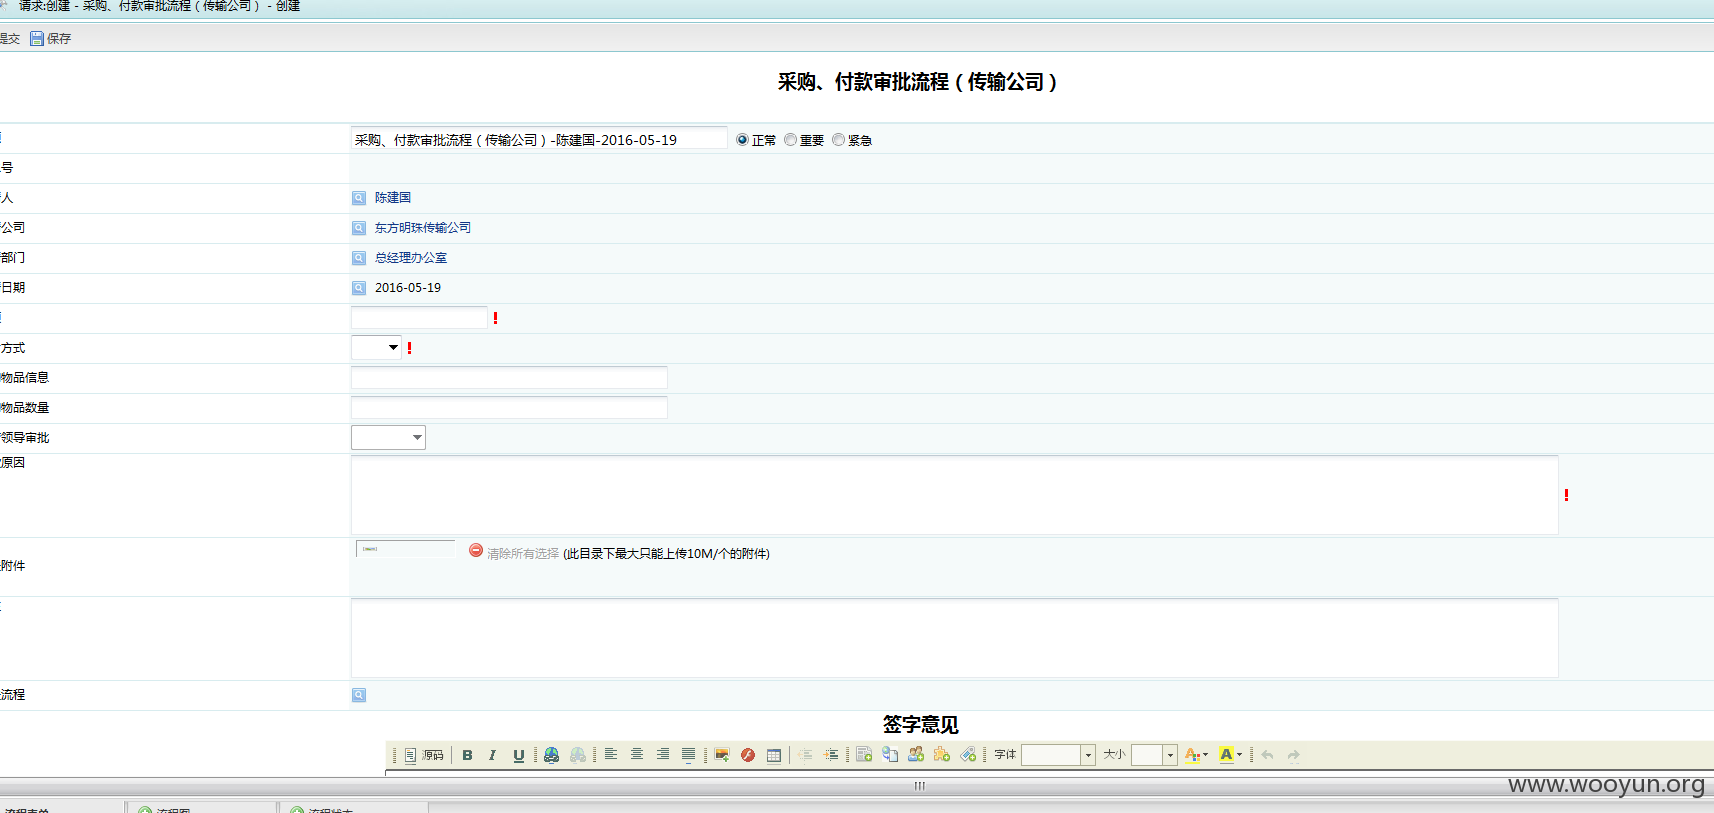 请求:创建 - 采购、付款审批流程（传输公司） - 创建
提交 保存
采购、付款审批流程（传输公司）
采购、付款审批流程（传输公司）-陈建国-2016-05-19 正常 重要 紧急
号
人 陈建国
公司 东方明珠传输公司
部门 总经理办公室
日期 2016-05-19
!
方式 !
物品信息
物品数量
领导审批
原因 !
附件 清除所有选择 (此目录下最大只能上传10M/个的附件)
流程
签字意见
源码 B I U 字体 大小 A A
www.wooyun.org
流程表单 流程图 流程状态